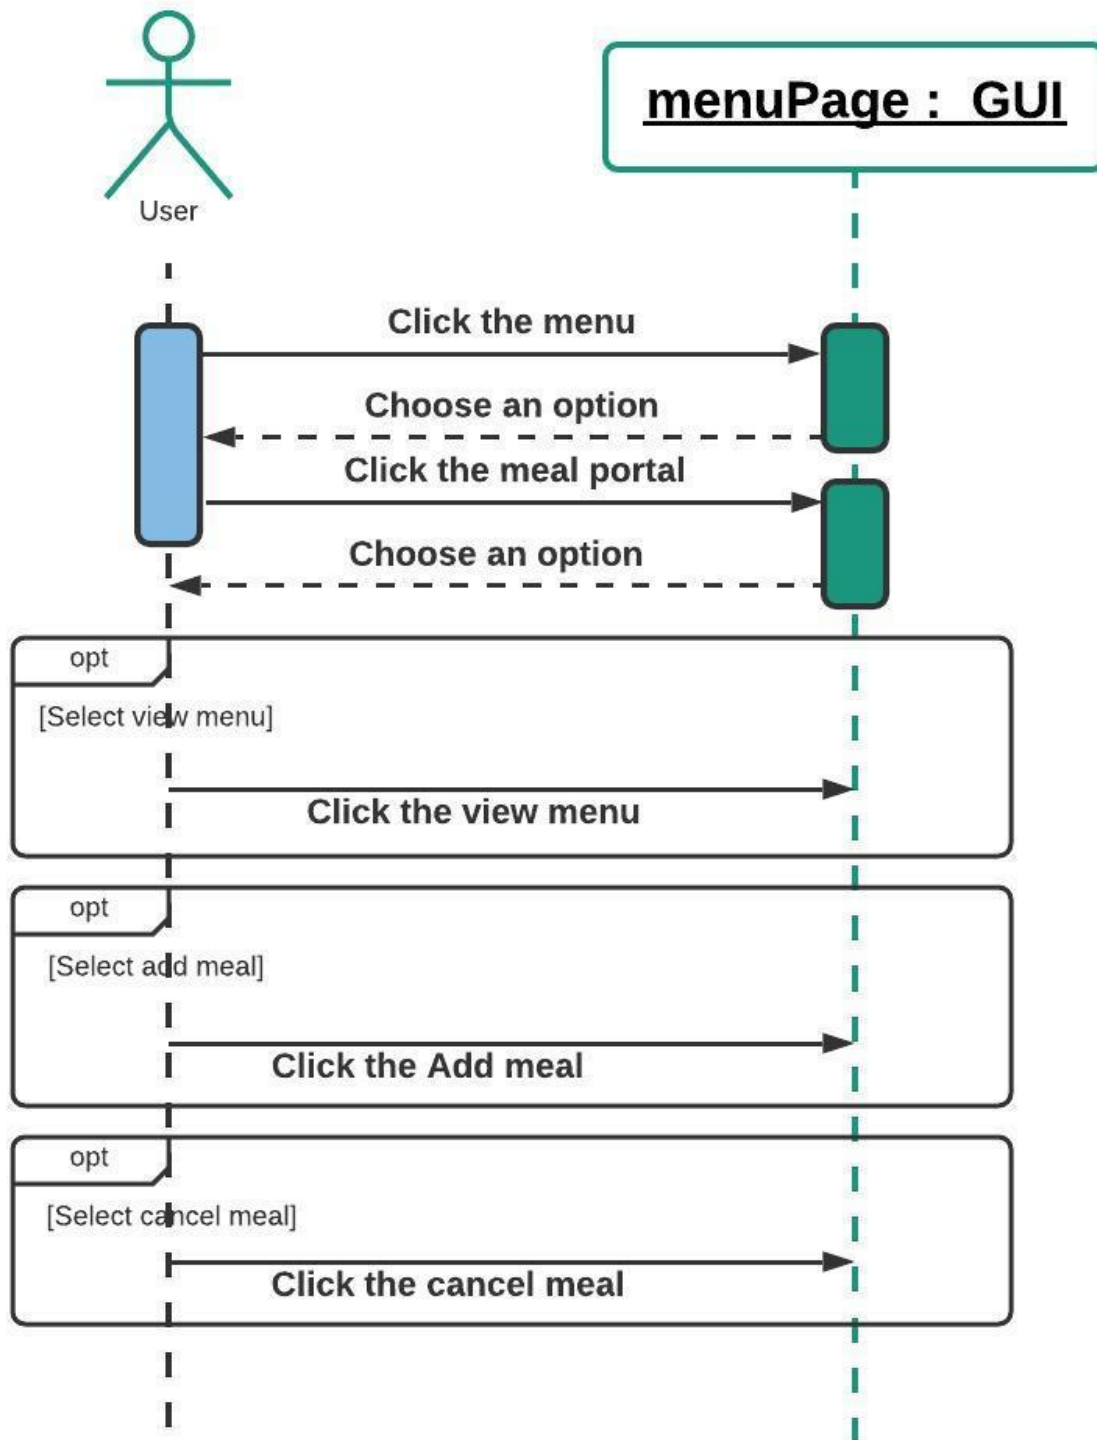 menuPage :  GUI
User
Click the menu
Choose an option
Click the meal portal
Choose an option
opt
[Select view menu]
Click the view menu
opt
[Select add meal]
Click the Add meal
opt
[Select cancel meal]
Click the cancel meal